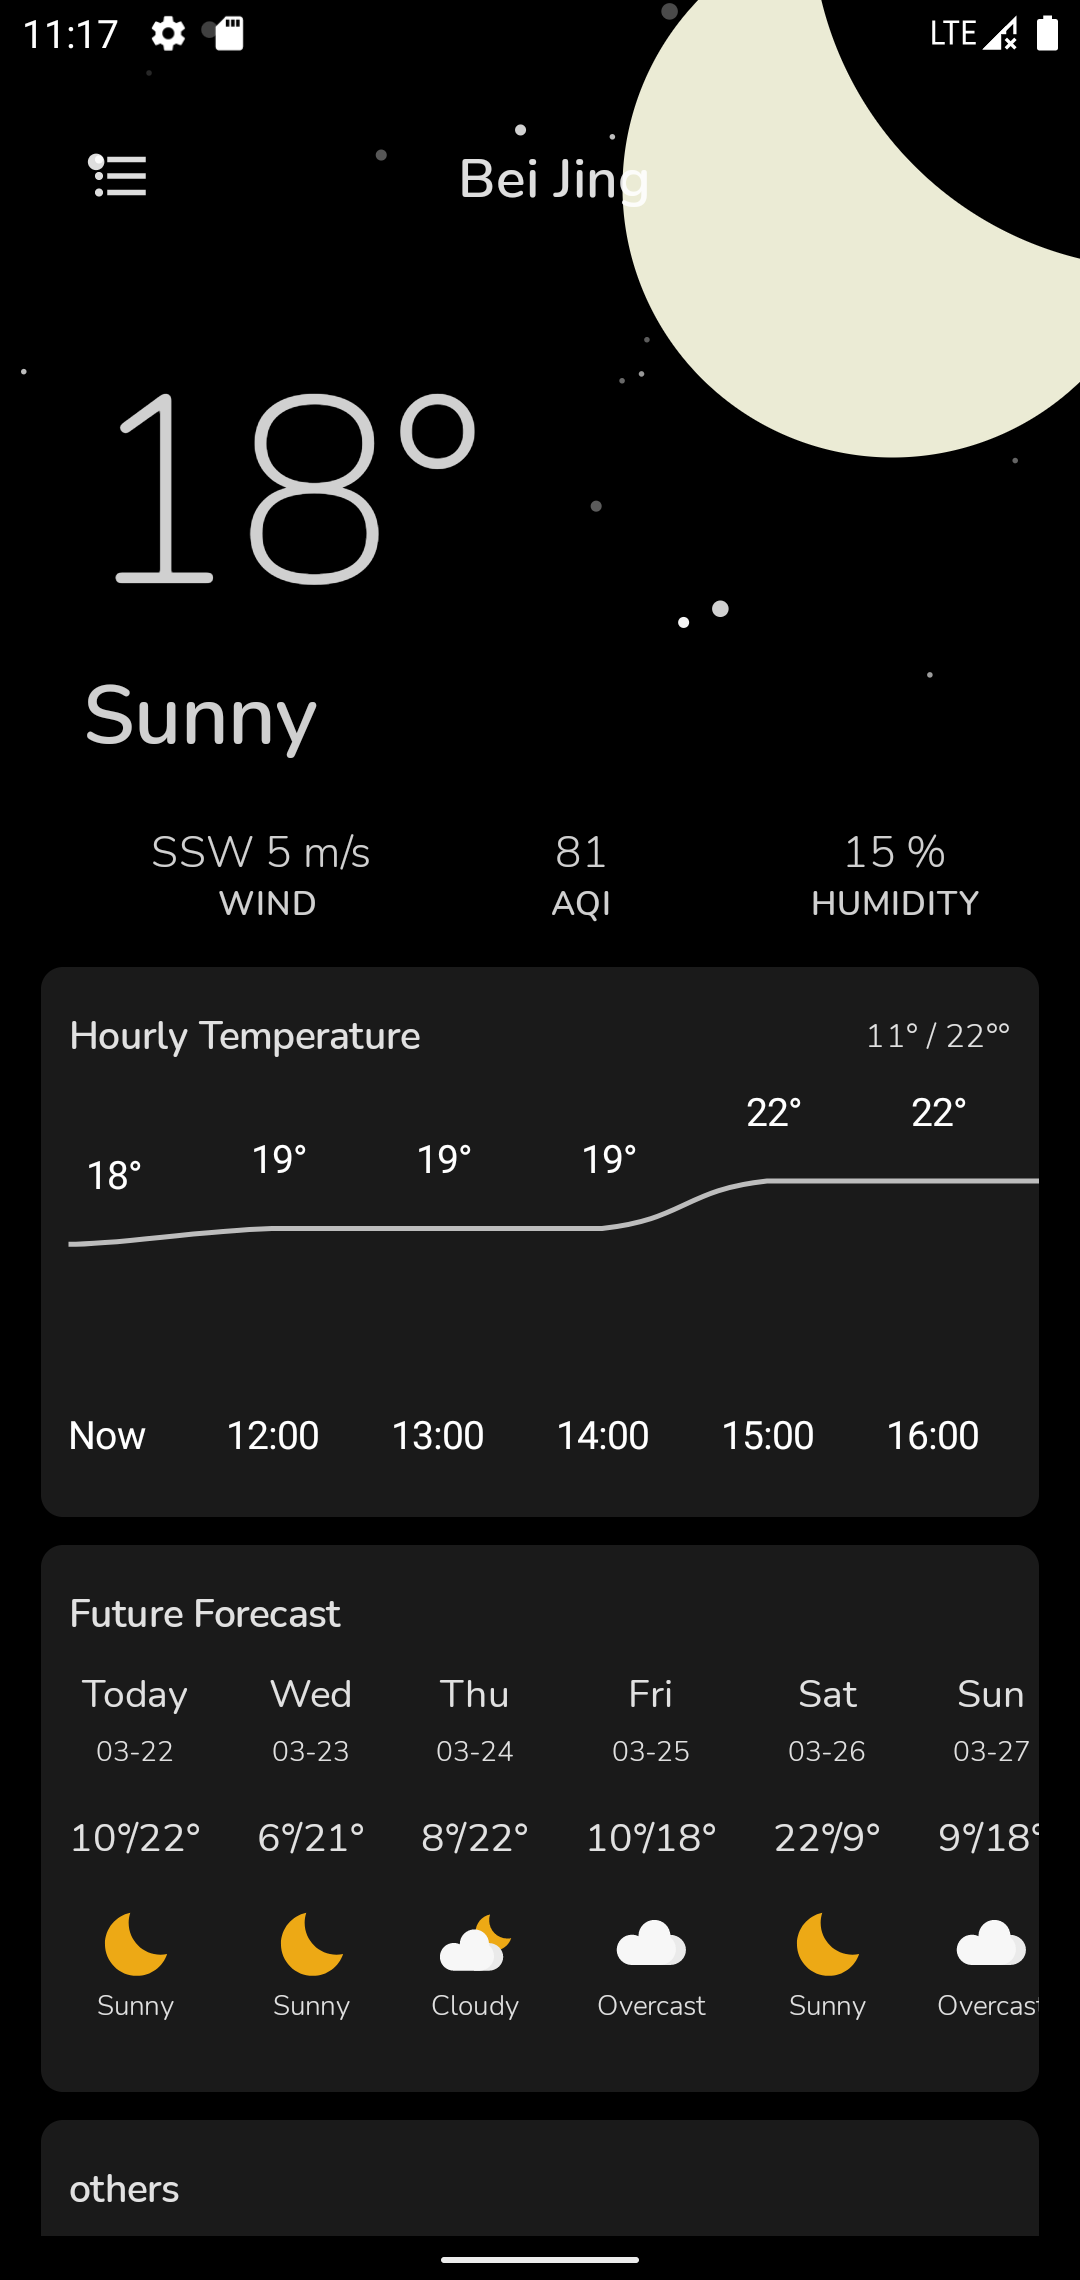 11:17 LTE
Bei Jing
18°
Sunny
SSW 5 m/s 81 15 %
WIND AQI HUMIDITY
Hourly Temperature 11° / 22°°
18° 19° 19° 19° 22° 22°
Now 12:00 13:00 14:00 15:00 16:00
Future Forecast
Today Wed Thu Fri Sat Sun
03-22 03-23 03-24 03-25 03-26 03-27
10°/22° 6°/21° 8°/22° 10°/18° 22°/9° 9°/18°
Sunny Sunny Cloudy Overcast Sunny Overcast
others